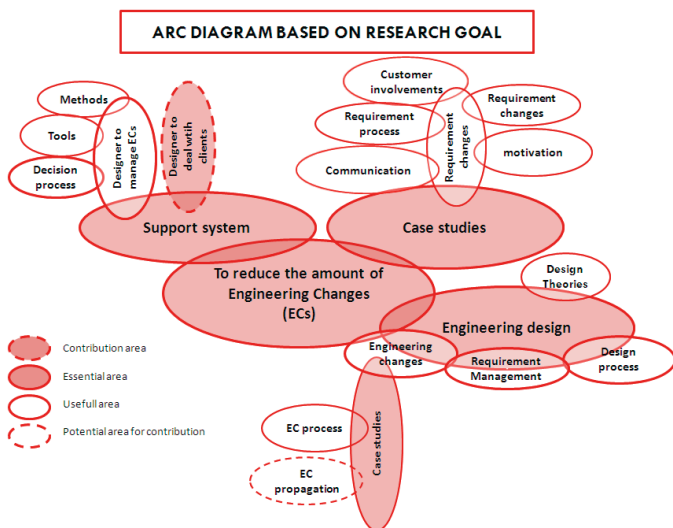 ARC DIAGRAM BASED ON RESEARCH GOAL
Methods
Tools
Decision
process
Designer to
manage ECs
Designer to
deal wtih
clients
Support system
Customer
involvements
Requirement
process
Communication
Requirement
changes
Requirement
changes
motivation
Case studies
To reduce the amount of
Engineering Changes
(ECs)
Design
Theories
Engineering design
Engineering
changes
Requirement
Management
Design
process
Case studies
EC process
EC
propagation
Contribution area
Essential area
Usefull area
Potential area for contribution